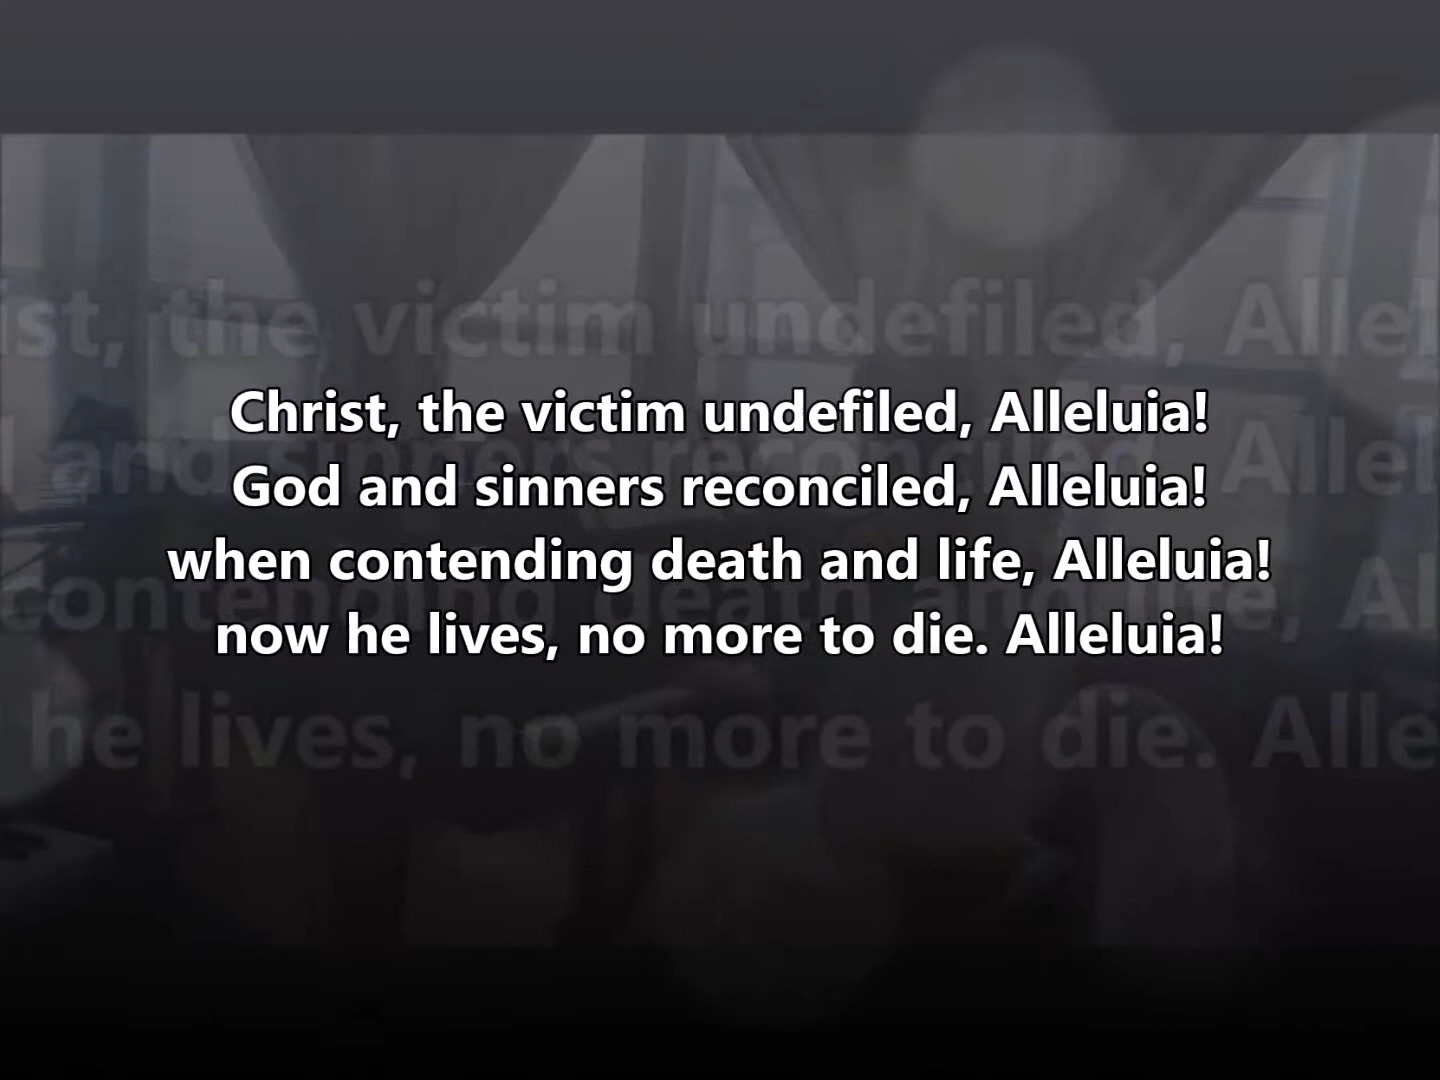 Christ, the victim undefiled, Alleluia!
God and sinners reconciled, Alleluia!
when contending death and life, Alleluia!
now he lives, no more to die. Alleluia!